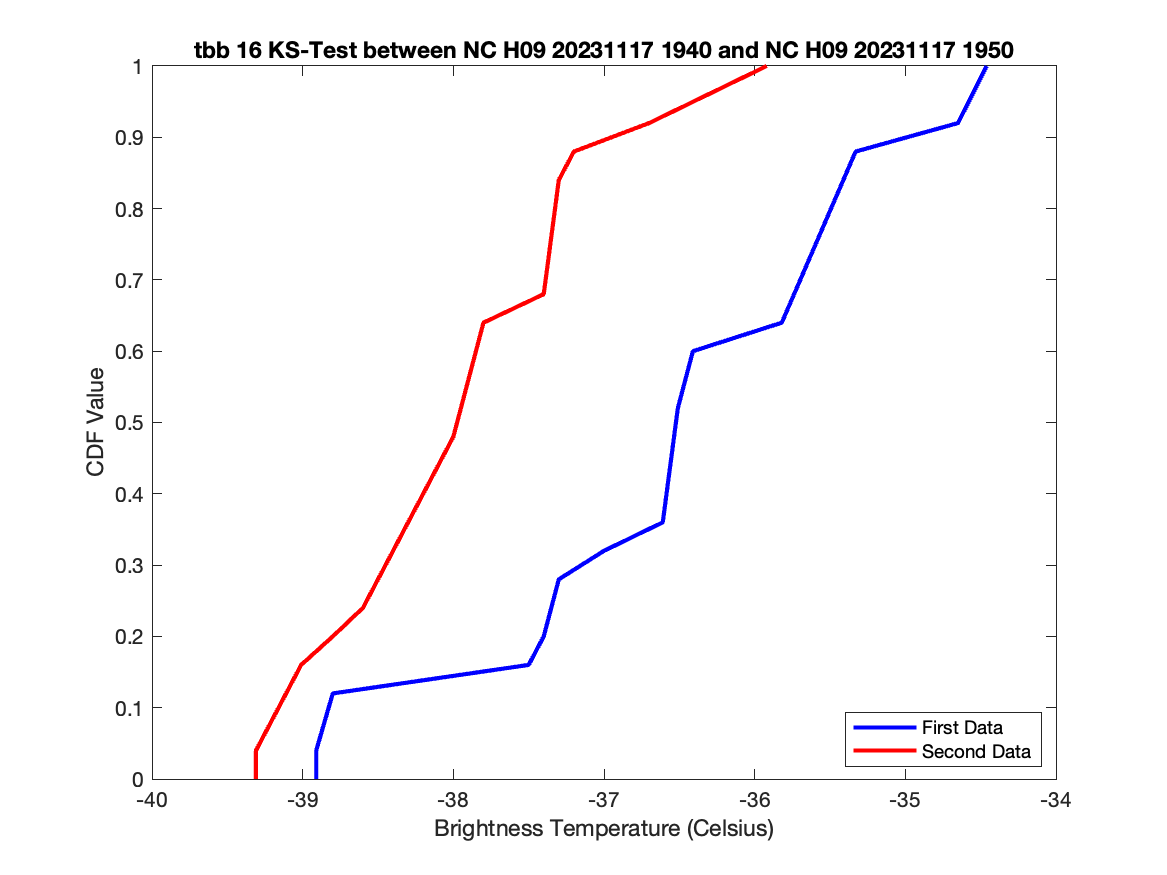 tbb 16 KS-Test between NC H09 20231117 1940 and NC H09 20231117 1950
1
0.9
0.8
0.7
0.6
0.5
0.4
0.3
0.2
0.1
0
CDF Value
First Data
Second Data
-40 -39 -38 -37 -36 -35 -34
Brightness Temperature (Celsius)